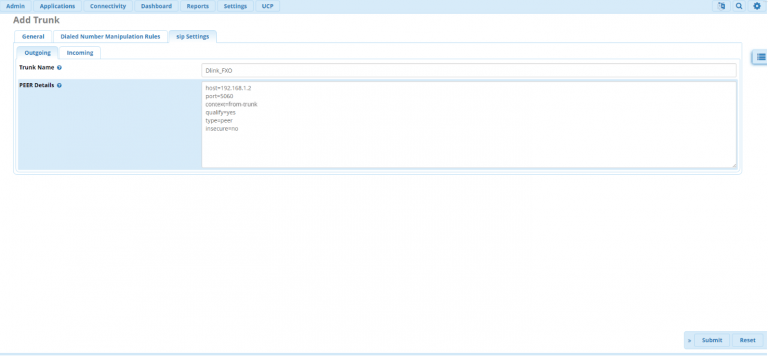 Admin Applications Connectivity Dashboard Reports Settings UCP
Add Trunk
General Dialed Number Manipulation Rules sip Settings
Outgoing Incoming
Trunk Name
Dlink_FXO
PEER Details
host=192.168.1.2
port=5060
context=from-trunk
qualify=yes
type=peer
insecure=no
Submit Reset